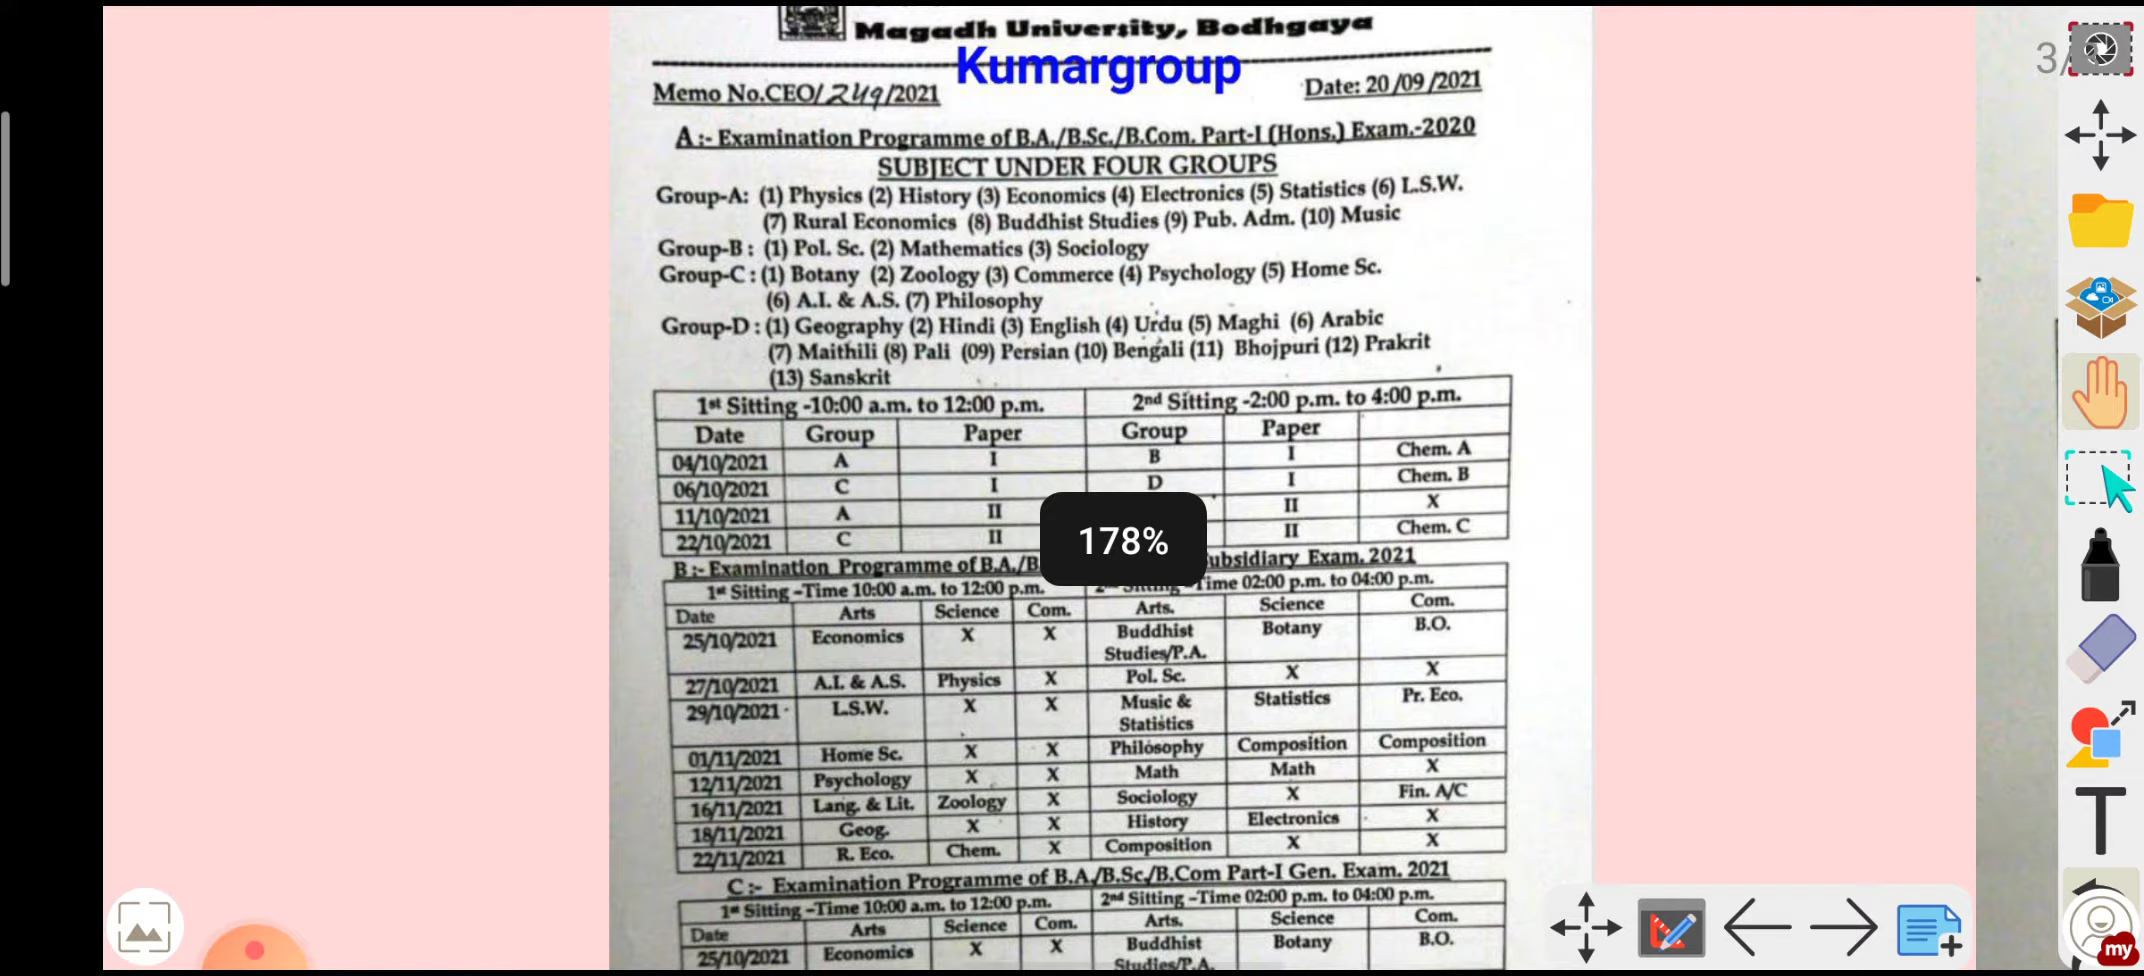 Magadh University, Bodhgaya
Kumargroup
Memo No.CEO/249/2021 Date: 20/09/2021
A:- Examination Programme of B.A./B.Sc./B.Com. Part-I (Hons.) Exam.-2020
SUBJECT UNDER FOUR GROUPS
Group-A: (1) Physics (2) History (3) Economics (4) Electronics (5) Statistics (6) L.S.W.
(7) Rural Economics (8) Buddhist Studies (9) Pub. Adm. (10) Music
Group-B : (1) Pol. Sc. (2) Mathematics (3) Sociology
Group-C : (1) Botany (2) Zoology (3) Commerce (4) Psychology (5) Home Sc.
(6) A.I. & A.S. (7) Philosophy
Group-D : (1) Geography (2) Hindi (3) English (4) Urdu (5) Maghi (6) Arabic
(7) Maithili (8) Pali (09) Persian (10) Bengali (11) Bhojpuri (12) Prakrit
(13) Sanskrit
1st Sitting -10:00 a.m. to 12:00 p.m. 2nd Sitting -2:00 p.m. to 4:00 p.m.
Date Group Paper Group Paper
04/10/2021 A I B I Chem. A
06/10/2021 C I D I Chem. B
11/10/2021 A II II X
22/10/2021 C II II Chem. C
178%
B:- Examination Programme of B.A./B ubsidiary Exam. 2021
1st Sitting -Time 10:00 a.m. to 12:00 p.m. 2nd Sitting -Time 02:00 p.m. to 04:00 p.m.
Date Arts Science Com. Arts. Science Com.
25/10/2021 Economics X X Buddhist Botany B.O.
Studies/P.A.
27/10/2021 A.I. & A.S. Physics X Pol. Sc. X X
29/10/2021 L.S.W. X X Music & Statistics Pr. Eco.
Statistics
01/11/2021 Home Sc. X X Philosophy Composition Composition
12/11/2021 Psychology X X Math Math X
16/11/2021 Lang. & Lit. Zoology X Sociology X Fin. A/C
18/11/2021 Geog. X X History Electronics X
22/11/2021 R. Eco. Chem. X Composition X X
C:- Examination Programme of B.A./B.Sc./B.Com Part-I Gen. Exam. 2021
1st Sitting -Time 10:00 a.m. to 12:00 p.m. 2nd Sitting -Time 02:00 p.m. to 04:00 p.m.
Date Arts Science Com. Arts. Science Com.
25/10/2021 Economics X X Buddhist Botany B.O.
Studies/P.A.
3/
T
my